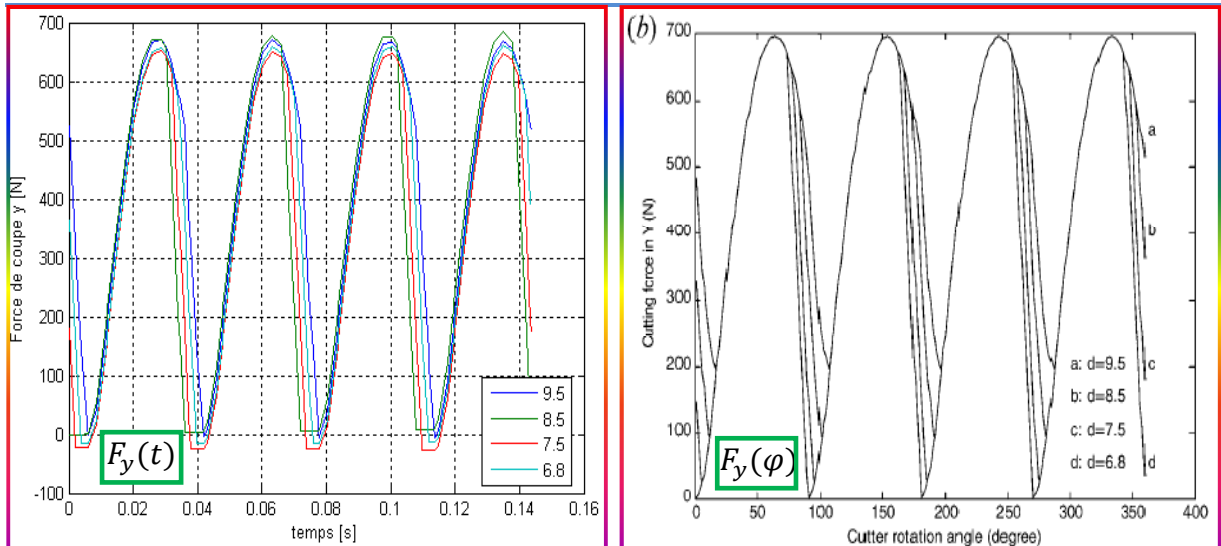 700
600
500
400
300
200
100
0
-100
Force de coupe y [N]
0
0.02
0.04
0.06
0.08
0.1
0.12
0.14
0.16
temps [s]
9.5
8.5
7.5
6.8
F_y(t)
(b)
700
600
500
400
300
200
100
0
Cutting force in Y (N)
0
50
100
150
200
250
300
350
400
Cutter rotation angle (degree)
a
b
c
d
a: d=9.5
b: d=8.5
c: d=7.5
d: d=6.8
F_y(φ)